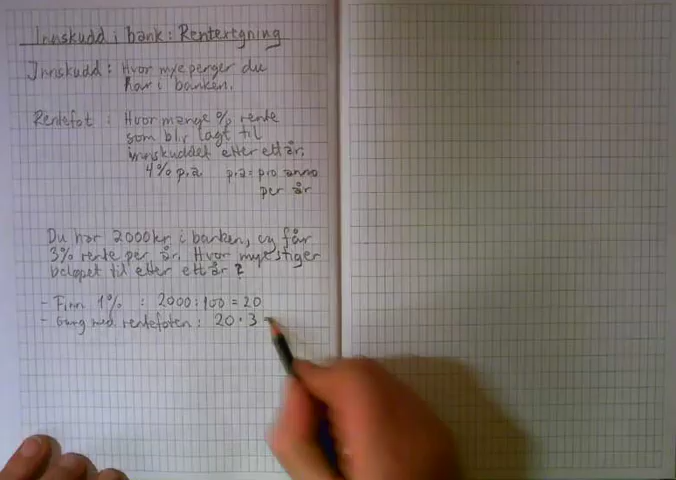 Innskudd i bank: Rentergning
Innskudd: Hvor mye penger du
har i banken.
Rentefot: Hvor mange % rente
som blir lagt til
innskuddet etter ett år.
4% p.a p.a = pro anno
per år
Du har 2000kr i banken, og får
3% rente per år. Hvor mye stiger
beløpet til etter ett år?
- Finn 1% : 2000:100 = 20
- Gang med rentefoten: 20 · 3 =